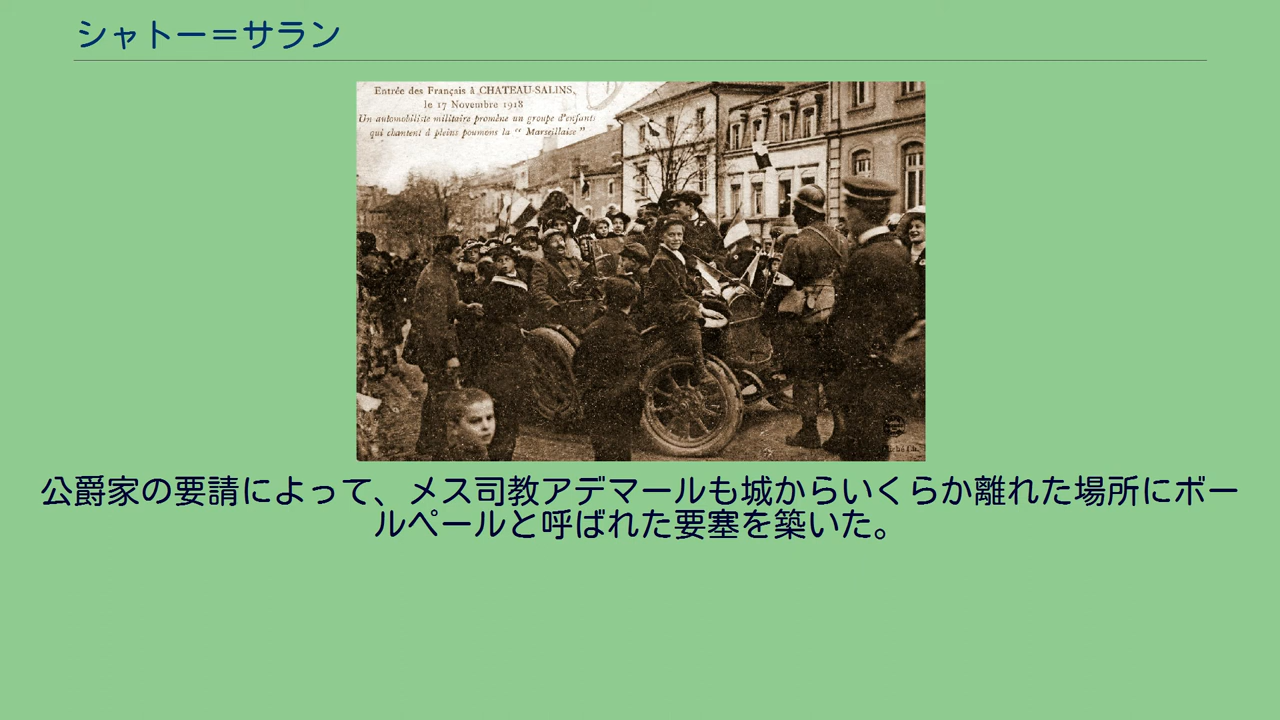 シャトー＝サラン
Entrée des Français à CHATEAU-SALINS,
le 17 Novembre 1918
Un automobiliste militaire promène un groupe d'enfants
qui chantent à pleins poumons la “ Marseillaise ”
公爵家の要請によって、メス司教アデマールも城からいくらか離れた場所にボー
ルペールと呼ばれた要塞を築いた。